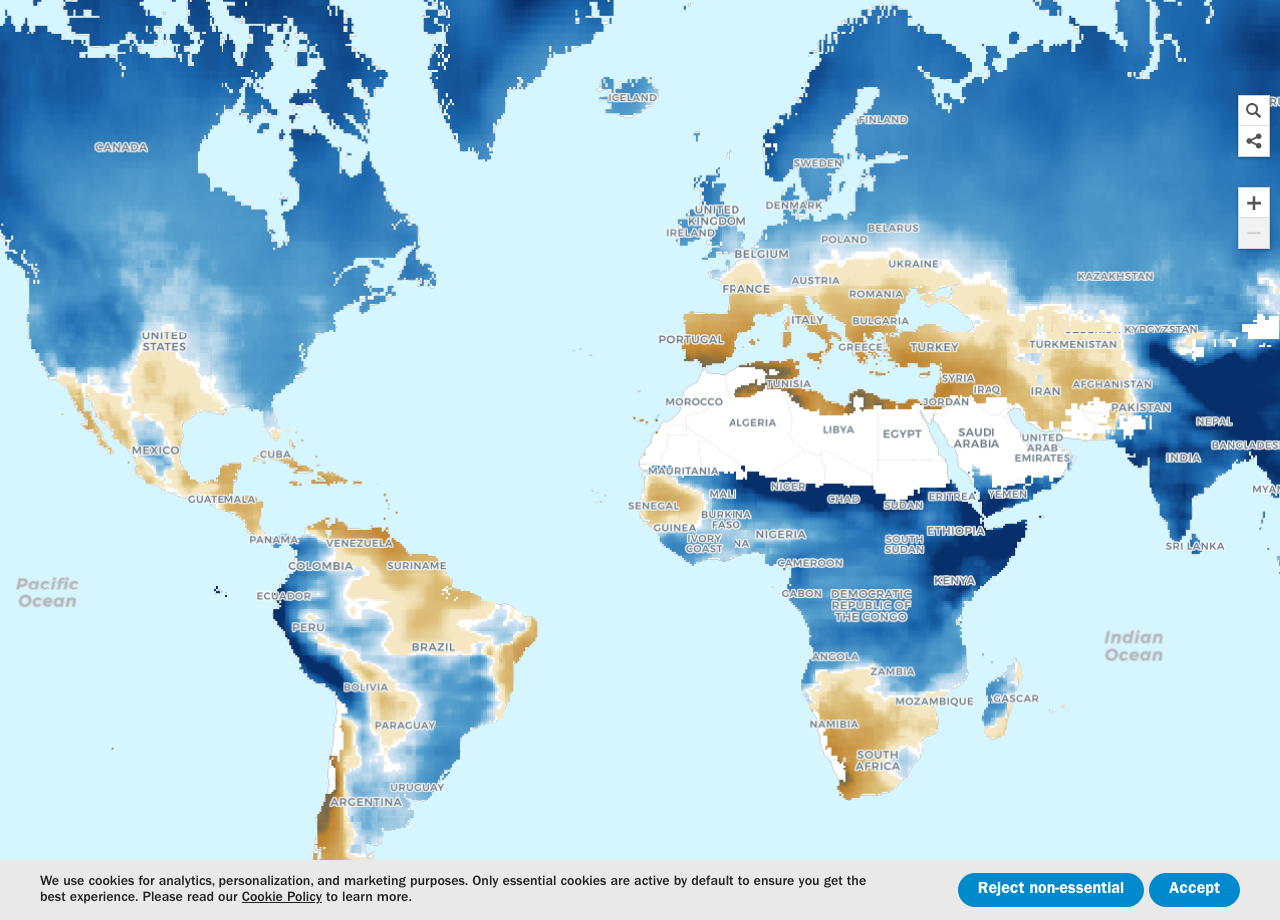 ICELAND
CANADA
FINLAND
SWEDEN
DENMARK
UNITED
KINGDOM
IRELAND
BELARUS
POLAND
BELGIUM
UKRAINE
KAZAKHSTAN
AUSTRIA
FRANCE
ROMANIA
ITALY
BULGARIA
KYRGYZSTAN
UNITED
STATES
PORTUGAL
GREECE
TURKEY
TURKMENISTAN
SYRIA
TUNISIA
IRAQ
IRAN
AFGHANISTAN
MOROCCO
JORDAN
PAKISTAN
ALGERIA
LIBYA
EGYPT
SAUDI
ARABIA
NEPAL
UNITED
ARAB
EMIRATES
BANGLADESH
MEXICO
CUBA
INDIA
MAURITANIA
NIGER
CHAD
MALI
ERITREA
YEMEN
MYAN
GUATEMALA
SENEGAL
SUDAN
BURKINA
FASO
GUINEA
NIGERIA
ETHIOPIA
PANAMA
VENEZUELA
IVORY
COAST
NA
SOUTH
SUDAN
SRI LANKA
COLOMBIA
SURINAME
CAMEROON
KENYA
Pacific
Ocean
ECUADOR
GABON
DEMOCRATIC
REPUBLIC OF
THE CONGO
PERU
Indian
Ocean
BRAZIL
ANGOLA
ZAMBIA
BOLIVIA
MOZAMBIQUE
GASCAR
PARAGUAY
NAMIBIA
SOUTH
AFRICA
URUGUAY
ARGENTINA
We use cookies for analytics, personalization, and marketing purposes. Only essential cookies are active by default to ensure you get the
best experience. Please read our Cookie Policy to learn more.
Reject non-essential
Accept